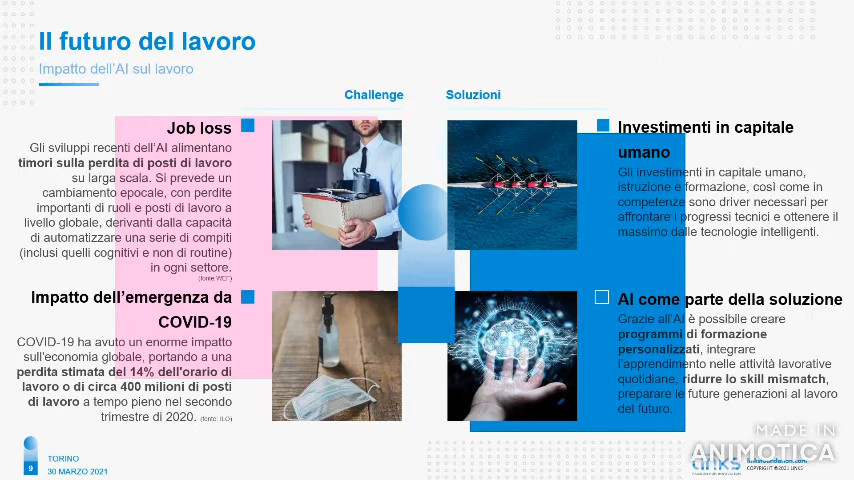 Il futuro del lavoro
Impatto dell'AI sul lavoro
Challenge
Soluzioni
Job loss
Gli sviluppi recenti dell'AI alimentano
timori sulla perdita di posti di lavoro
su larga scala. Si prevede un
cambiamento epocale, con perdite
importanti di ruoli e posti di lavoro a
livello globale, derivanti dalla capacità
di automatizzare una serie di compiti
(inclusi quelli cognitivi e non di routine)
in ogni settore.
(fonte WEF)
Impatto dell'emergenza da
COVID-19
COVID-19 ha avuto un enorme impatto
sull'economia globale, portando a una
perdita stimata del 14% dell'orario di
lavoro o di circa 400 milioni di posti
di lavoro a tempo pieno nel secondo
trimestre di 2020. (fonte: ILO)
Investimenti in capitale
umano
Gli investimenti in capitale umano,
istruzione e formazione, così come in
competenze sono driver necessari per
affrontare i progressi tecnici e ottenere il
massimo dalle tecnologie intelligenti.
AI come parte della soluzione
Grazie all'AI è possibile creare
programmi di formazione
personalizzati, integrare
l'apprendimento nelle attività lavorative
quotidiane, ridurre lo skill mismatch,
preparare le future generazioni al lavoro
del futuro.
9
TORINO
30 MARZO 2021
MADE IN
ANIMOTICA
LINKS
linksfoundation.com
COPYRIGHT ©2021 LINKS